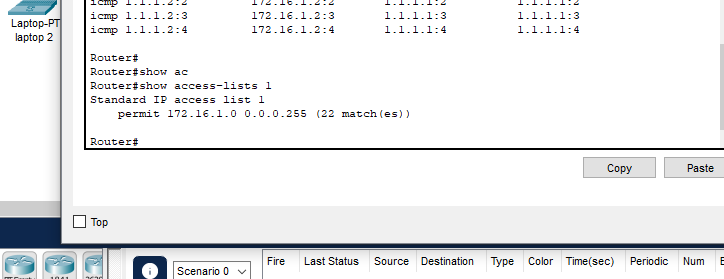 Laptop-PT
laptop 2
icmp 1.1.1.2:2 172.16.1.2:2 1.1.1.1:2 1.1.1.1:2
icmp 1.1.1.2:3 172.16.1.2:3 1.1.1.1:3 1.1.1.1:3
icmp 1.1.1.2:4 172.16.1.2:4 1.1.1.1:4 1.1.1.1:4
Router#
Router#show ac
Router#show access-lists 1
Standard IP access list 1
permit 172.16.1.0 0.0.0.255 (22 match(es))
Router#
Copy Paste
Top
1841
Scenario 0
Fire Last Status Source Destination Type Color Time(sec) Periodic Num